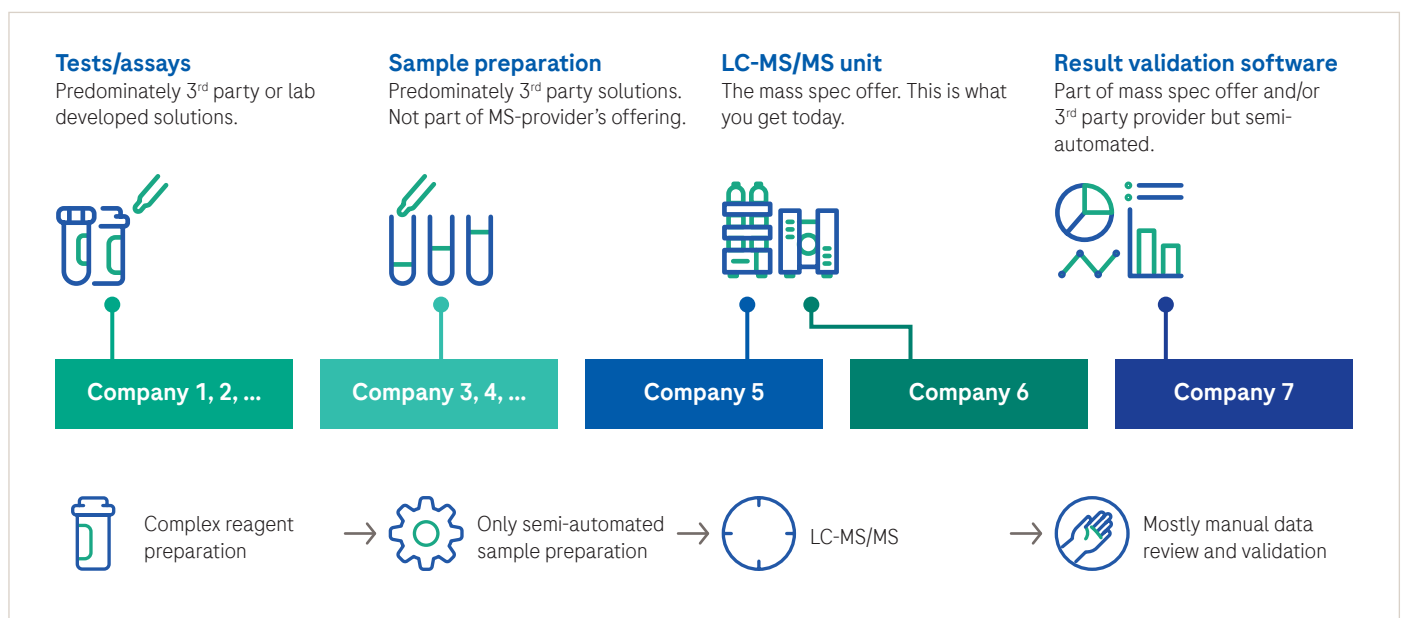 Tests/assays
Predominately 3rd party or lab
developed solutions.
Sample preparation
Predominately 3rd party solutions.
Not part of MS-provider's offering.
LC-MS/MS unit
The mass spec offer. This is what
you get today.
Result validation software
Part of mass spec offer and/or
3rd party provider but semi-
automated.
Company 1, 2, ...
Company 3, 4, ...
Company 5
Company 6
Company 7
Complex reagent
preparation
Only semi-automated
sample preparation
LC-MS/MS
Mostly manual data
review and validation